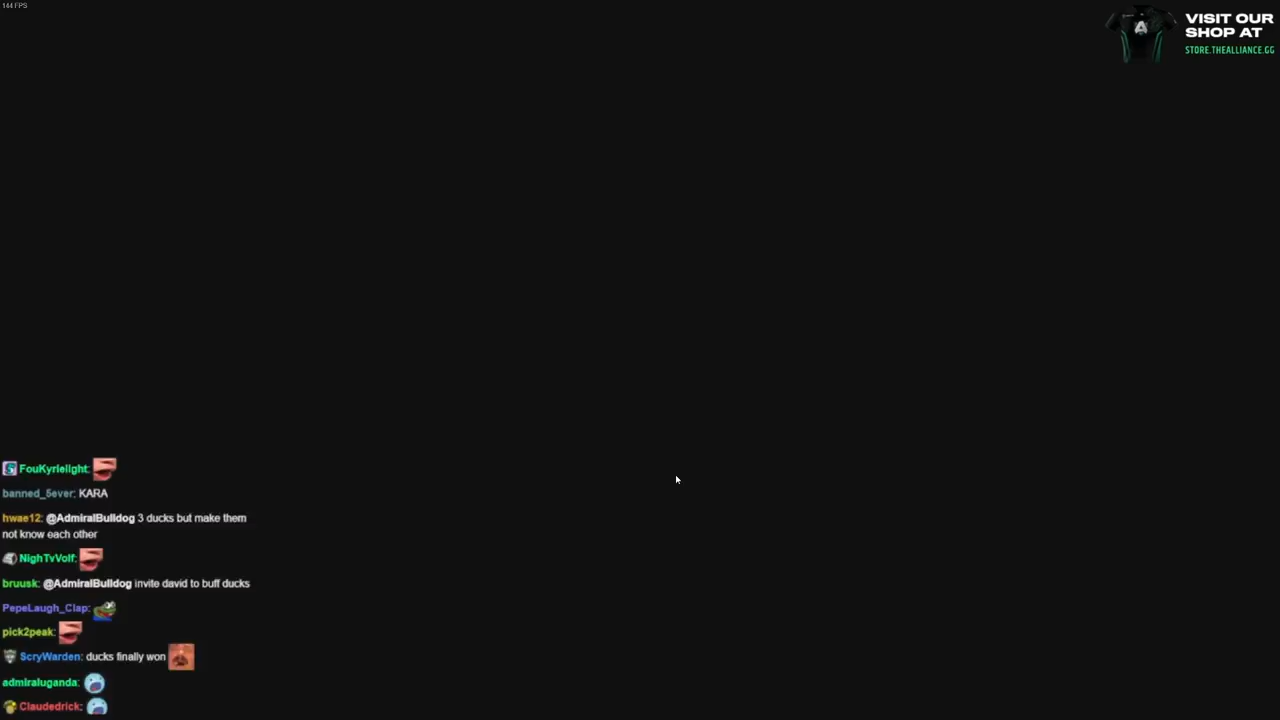 144 FPS
VISIT OUR
SHOP AT
STORE.THEALLIANCE.GG
FouKyrielight:
banned_5ever: KARA
hwae12: @AdmiralBulldog 3 ducks but make them
not know each other
NighTvVolf:
bruusk: @AdmiralBulldog invite david to buff ducks
PepeLaugh_Clap:
pick2peak:
ScryWarden: ducks finally won
admiraluganda:
Claudedrick: